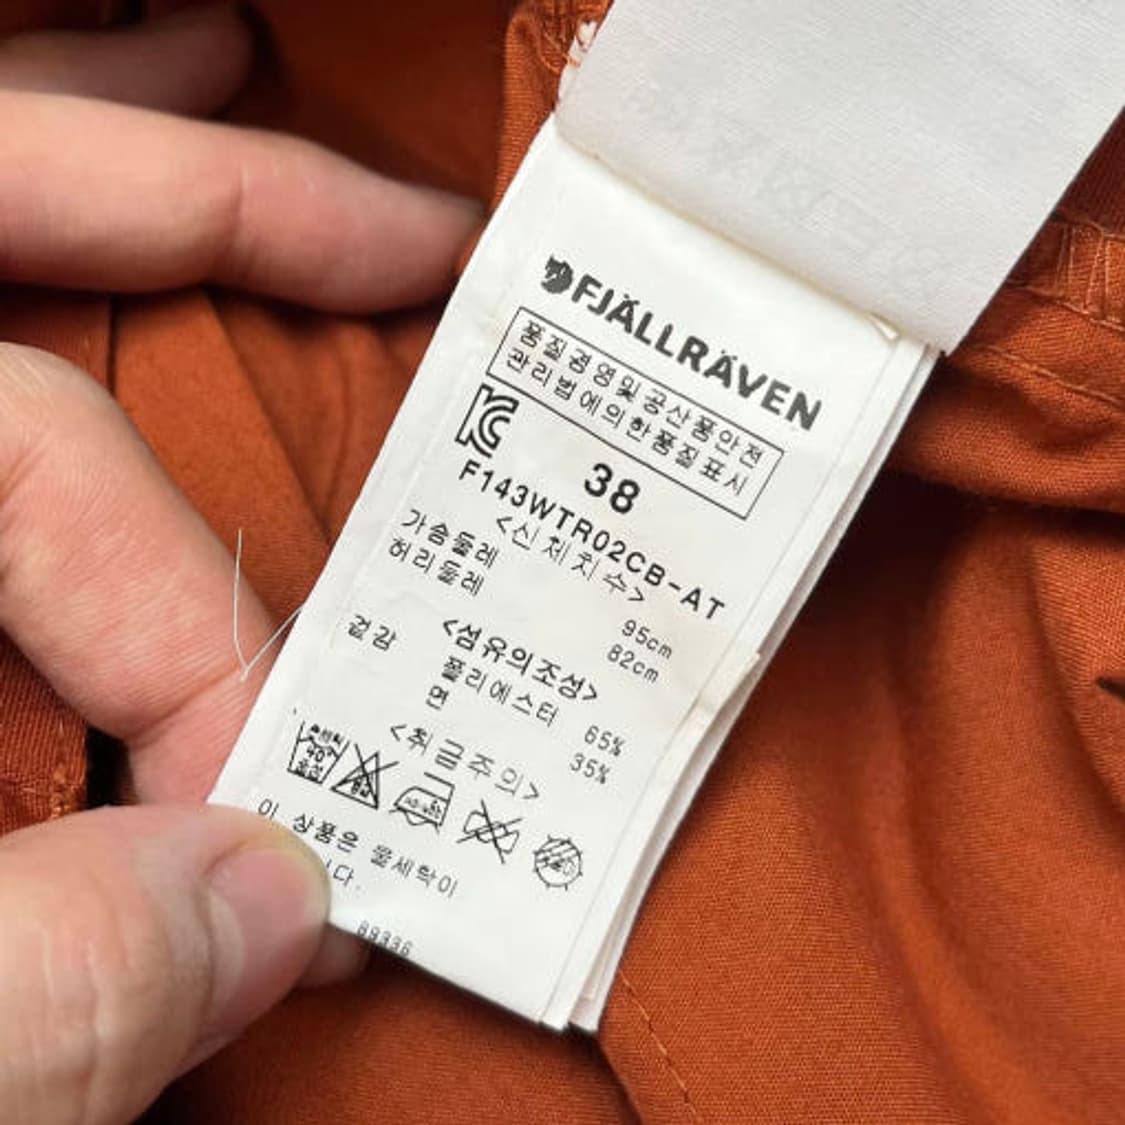 FJÄLLRÄVEN
품질경영및공산품안전
관리법에의한품질표시
38
F143WTR02CB-AT
<신체치수>
가슴둘레 95cm
허리둘레 82cm
<섬유의조성>
겉감 폴리에스터 65%
면 35%
<취급주의>
이 상품은 물세탁이
니다.
89336